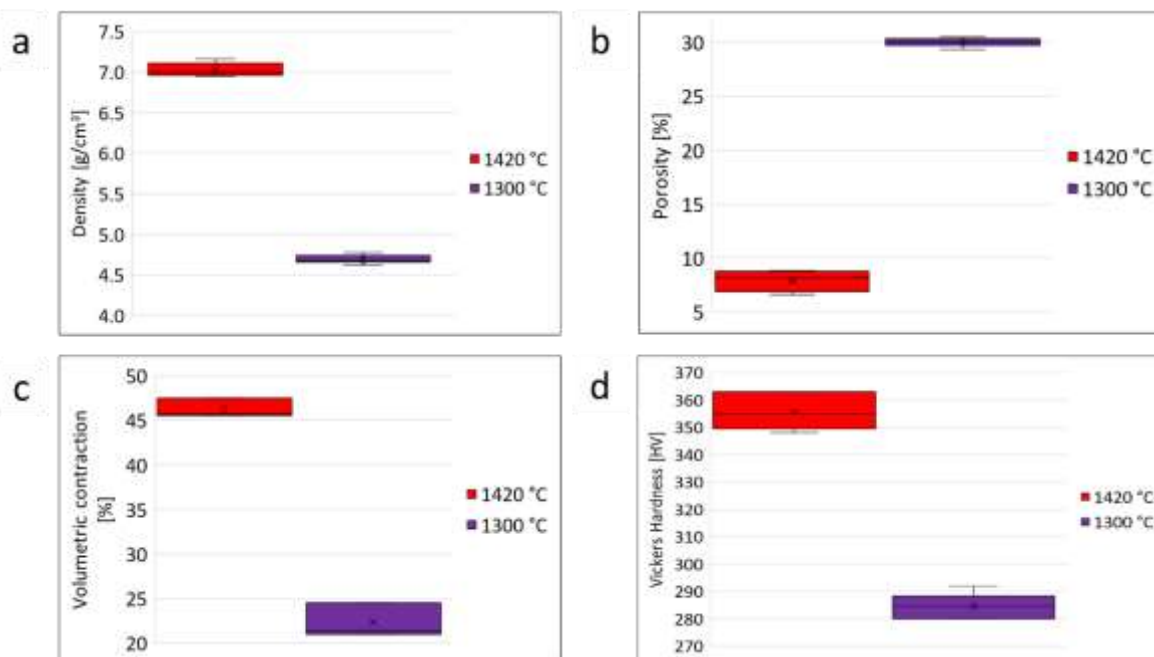 a
7.5
7.0
6.5
6.0
5.5
5.0
4.5
4.0
Density [g/cm³]
1420 °C
1300 °C
b
30
25
20
15
10
5
Porosity [%]
1420 °C
1300 °C
c
50
45
40
35
30
25
20
Volumetric contraction
[%]
1420 °C
1300 °C
d
370
360
350
340
330
320
310
300
290
280
270
Vickers Hardness [HV]
1420 °C
1300 °C